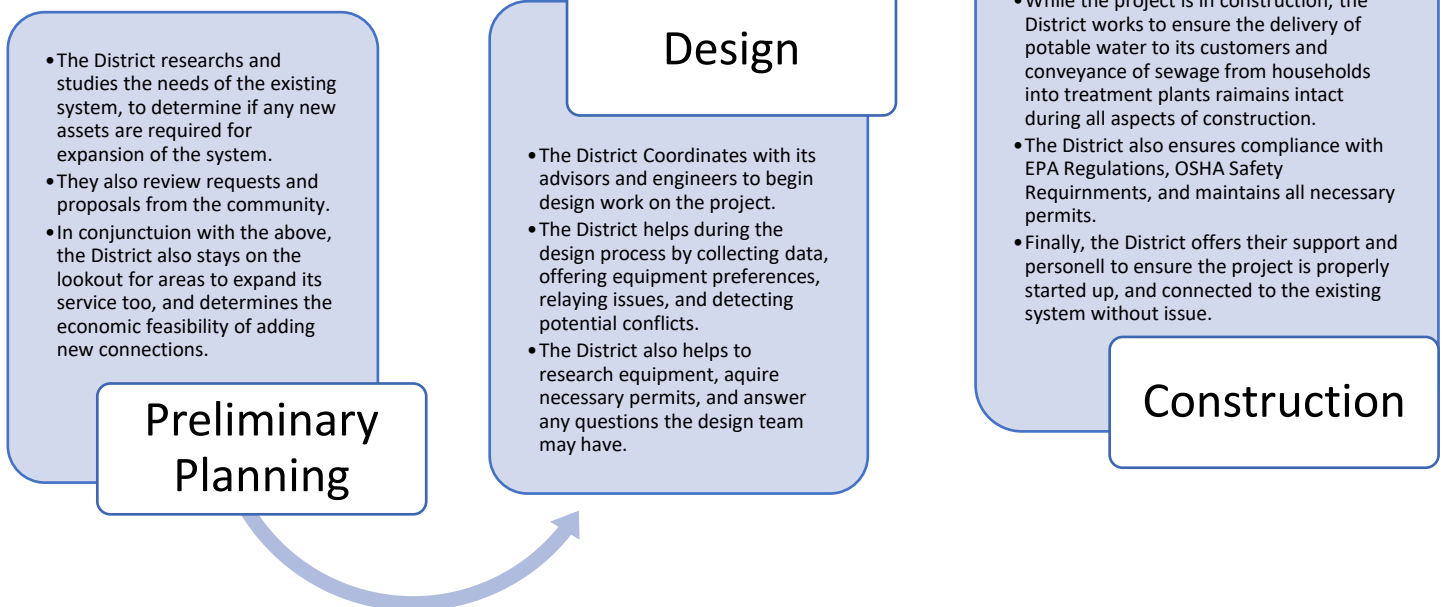 •The District researchs and
studies the needs of the existing
system, to determine if any new
assets are required for
expansion of the system.
•They also review requests and
proposals from the community.
•In conjunctuion with the above,
the District also stays on the
lookout for areas to expand its
service too, and determines the
economic feasibility of adding
new connections.
Preliminary
Planning
Design
•The District Coordinates with its
advisors and engineers to begin
design work on the project.
•The District helps during the
design process by collecting data,
offering equipment preferences,
relaying issues, and detecting
potential conflicts.
•The District also helps to
research equipment, aquire
necessary permits, and answer
any questions the design team
may have.
•While the project is in construction, the
District works to ensure the delivery of
potable water to its customers and
conveyance of sewage from households
into treatment plants raimains intact
during all aspects of construction.
•The District also ensures compliance with
EPA Regulations, OSHA Safety
Requirnments, and maintains all necessary
permits.
•Finally, the District offers their support and
personell to ensure the project is properly
started up, and connected to the existing
system without issue.
Construction